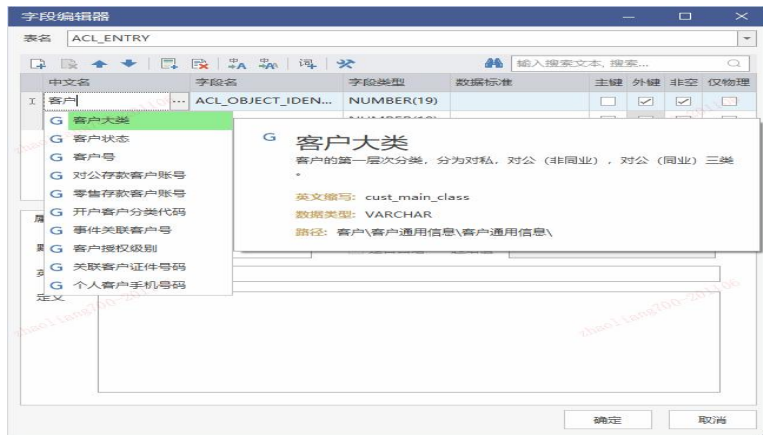 字段编辑器
表名 ACL_ENTRY
输入搜索文本, 搜索...
中文名 字段名 字段类型 数据标准 主键 外键 非空 仅物理
客户 ... ACL_OBJECT_IDEN... NUMBER(19)
G 客户大类
G 客户状态
G 客户号
G 对公存款客户账号
G 零售存款客户账号
G 开户客户分类代码
G 事件关联客户号
G 客户授权级别
G 关联客户证件号码
G 个人客户手机号码
G 客户大类
客户的第一层次分类，分为对私，对公（非同业），对公（同业）三类
。
英文缩写: cust_main_class
数据类型: VARCHAR
路径: 客户\客户通用信息\客户通用信息\
定义
确定 取消